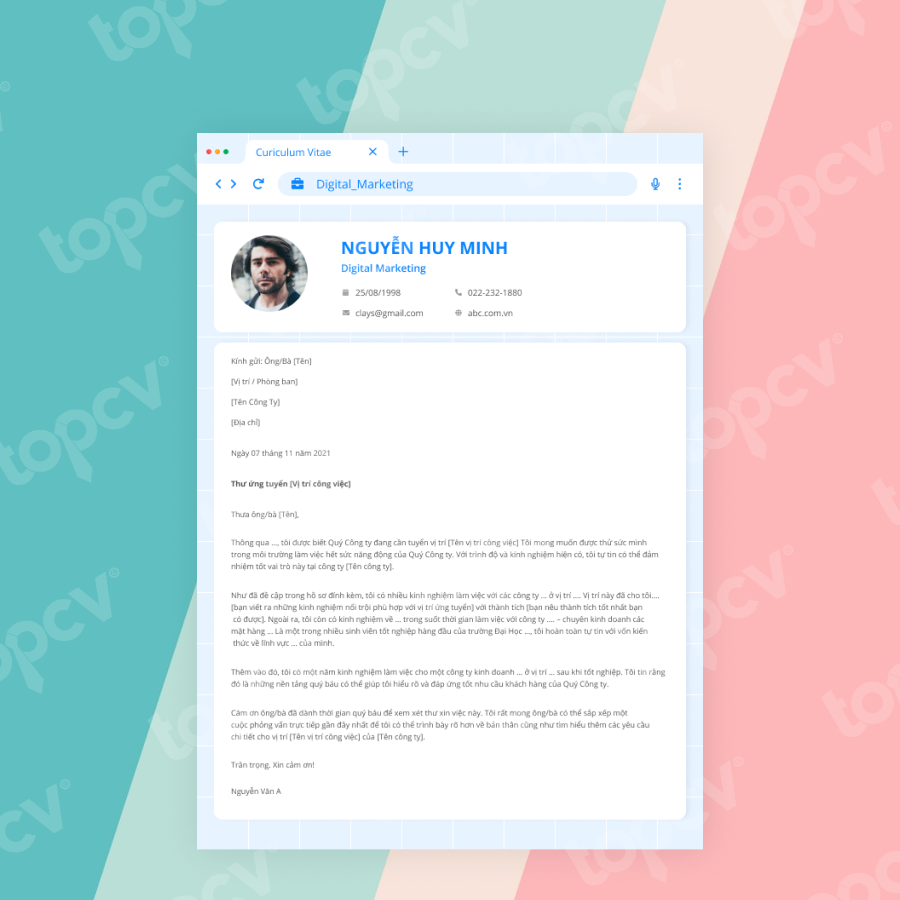 topcv
Curiculum Vitae
Digital_Marketing
NGUYỄN HUY MINH
Digital Marketing
25/08/1998
022-232-1880
clays@gmail.com
abc.com.vn
Kính gửi: Ông/Bà [Tên]
[Vị trí / Phòng ban]
[Tên Công Ty]
[Địa chỉ]
Ngày 07 tháng 11 năm 2021
Thư ứng tuyển [Vị trí công việc]
Thưa ông/bà [Tên],
Thông qua ..., tôi được biết Quý Công ty đang cần tuyển vị trí [Tên vị trí công việc] Tôi mong muốn được thử sức mình
trong môi trường làm việc hết sức năng động của Quý Công ty. Với trình độ và kinh nghiệm hiện có, tôi tự tin có thể đảm
nhiệm tốt vai trò này tại công ty [Tên công ty].
Như đã đề cập trong hồ sơ đính kèm, tôi có nhiều kinh nghiệm làm việc với các công ty ... ở vị trí .... Vị trí này đã cho tôi....
[bạn viết ra những kinh nghiệm nổi trội phù hợp với vị trí ứng tuyển] với thành tích [bạn nêu thành tích tốt nhất bạn
có được]. Ngoài ra, tôi còn có kinh nghiệm về ... trong suốt thời gian làm việc với công ty .... – chuyên kinh doanh các
mặt hàng ... Là một trong nhiều sinh viên tốt nghiệp hàng đầu của trường Đại Học ..., tôi hoàn toàn tự tin với vốn kiến
thức về lĩnh vực ... của mình.
Thêm vào đó, tôi có một năm kinh nghiệm làm việc cho một công ty kinh doanh ... ở vị trí ... sau khi tốt nghiệp. Tôi tin rằng
đó là những nền tảng quý báu có thể giúp tôi hiểu rõ và đáp ứng tốt nhu cầu khách hàng của Quý Công ty.
Cám ơn ông/bà đã dành thời gian quý báu để xem xét thư xin việc này. Tôi rất mong ông/bà có thể sắp xếp một
cuộc phỏng vấn trực tiếp gần đây nhất để tôi có thể trình bày rõ hơn về bản thân cũng như tìm hiểu thêm các yêu cầu
chi tiết cho vị trí [Tên vị trí công việc] của [Tên công ty].
Trân trọng. Xin cảm ơn!
Nguyễn Văn A